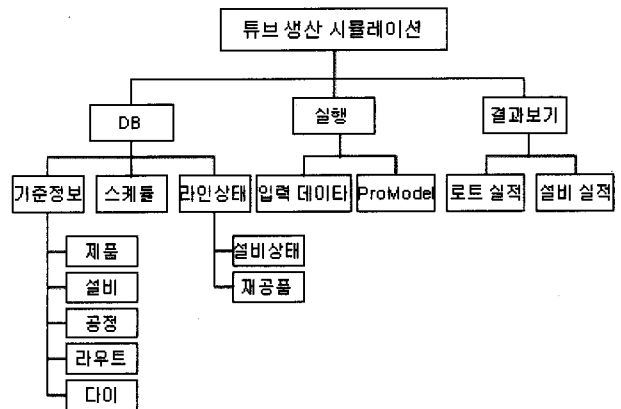 튜브 생산 시뮬레이션
DB
실행
결과보기
기준정보
스케듈
라인상태
입력 데이타
ProModel
로트 실적
설비 실적
제품
설비
공정
라우트
다이
설비상태
재공품